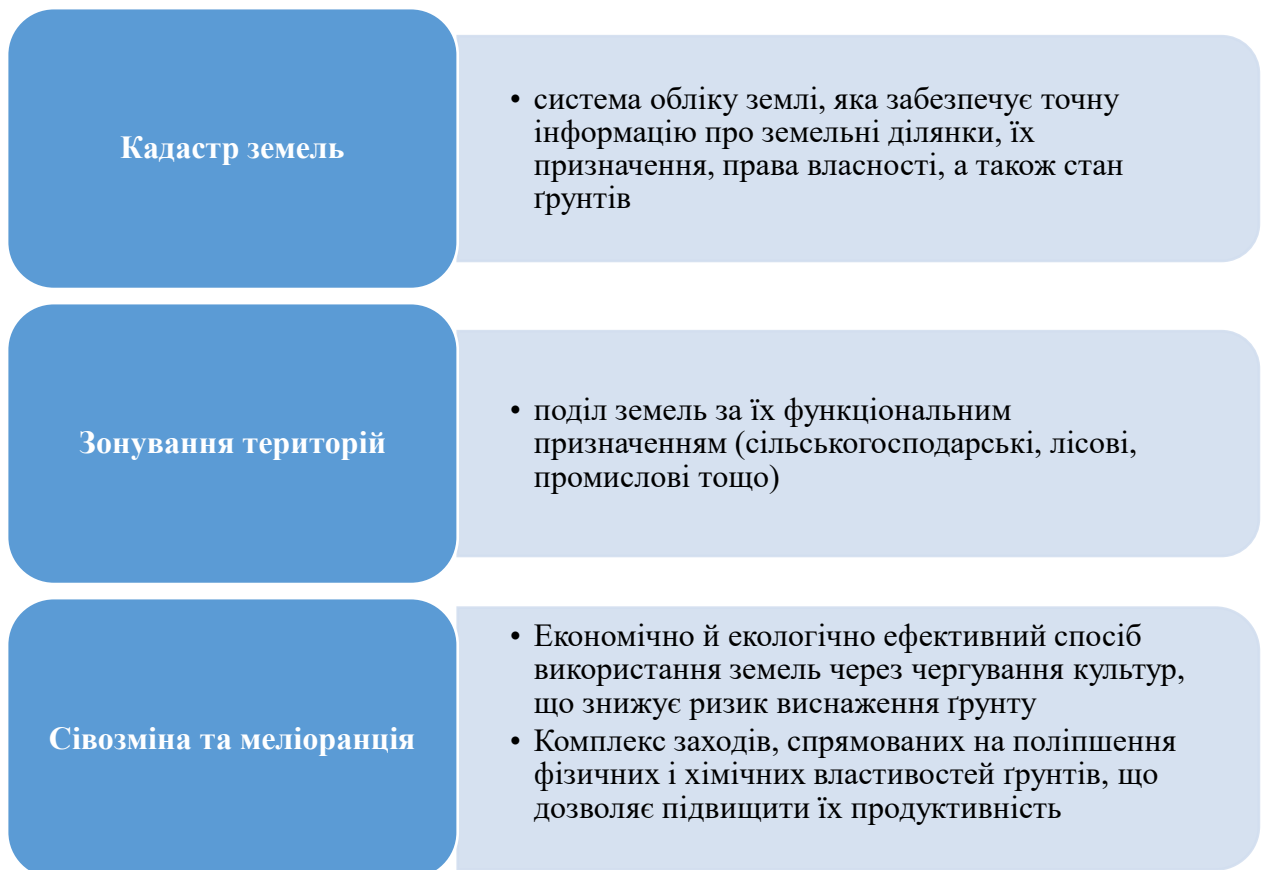 Кадастр земель
• система обліку землі, яка забезпечує точну
інформацію про земельні ділянки, їх
призначення, права власності, а також стан
ґрунтів
Зонування територій
• поділ земель за їх функціональним
призначенням (сільськогосподарські, лісові,
промислові тощо)
Сівозміна та меліоранція
• Економічно й екологічно ефективний спосіб
використання земель через чергування культур,
що знижує ризик виснаження ґрунту
• Комплекс заходів, спрямованих на поліпшення
фізичних і хімічних властивостей ґрунтів, що
дозволяє підвищити їх продуктивність